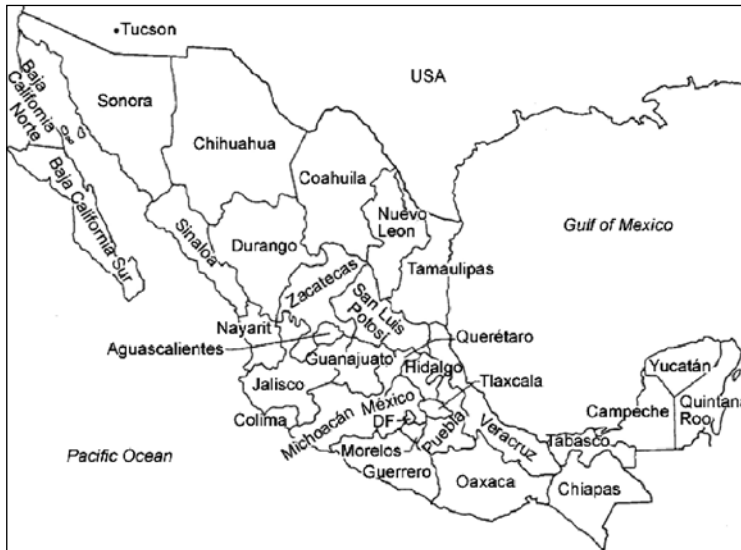 Tucson
USA
Baja
California
Norte
Sonora
Chihuahua
Coahuila
Baja California Sur
Sinaloa
Durango
Nuevo
Leon
Gulf of Mexico
Tamaulipas
Zacatecas
San Luis
Potosí
Nayarit
Aguascalientes
Querétaro
Guanajuato
Hidalgo
Tlaxcala
Yucatán
Jalisco
Quintana
Roo
Campeche
Colima
Michoacán
México
DF
Puebla
Veracruz
Tabasco
Pacific Ocean
Morelos
Guerrero
Oaxaca
Chiapas